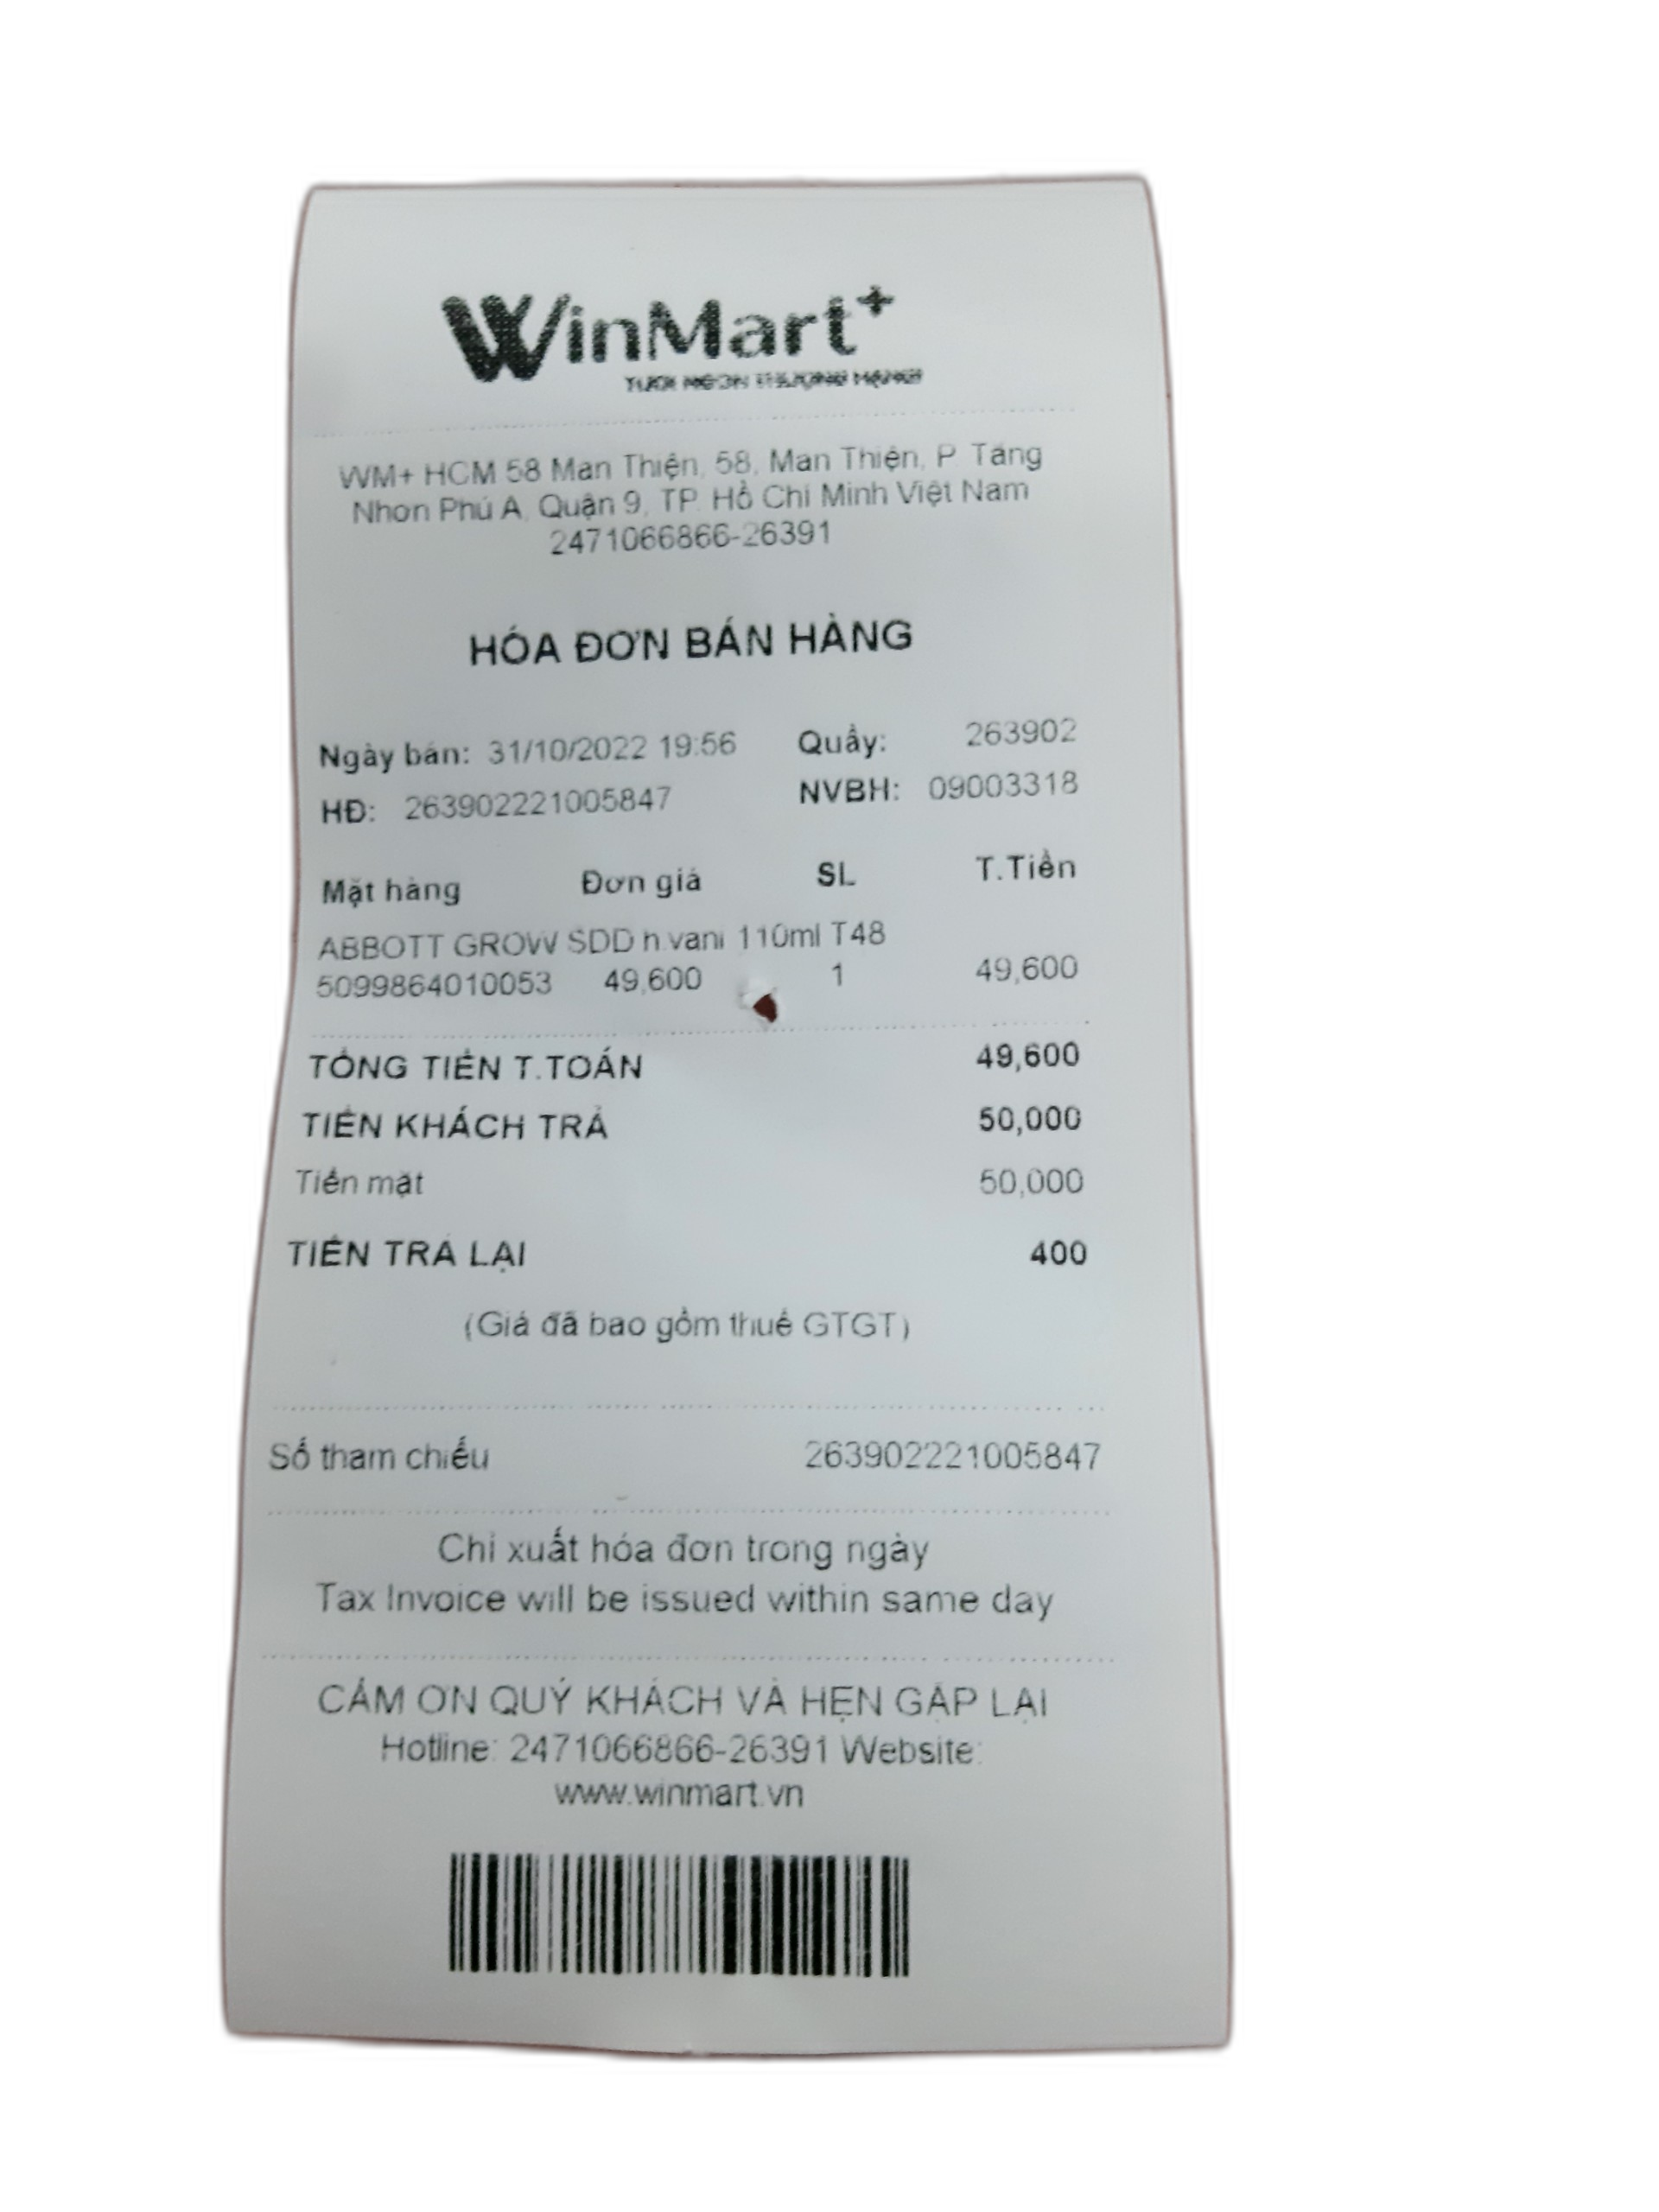 WinMart+
TƯƠI NGON THƯỢNG HẠNG!
WM+ HCM 58 Man Thiện, 58, Man Thiện, P. Tăng
Nhơn Phú A, Quận 9, TP. Hồ Chí Minh Việt Nam
2471066866-26391
HÓA ĐƠN BÁN HÀNG
Ngày bán: 31/10/2022 19:56 Quầy: 263902
HĐ: 263902221005847 NVBH: 09003318
Mặt hàng Đơn giá SL T.Tiền
ABBOTT GROW SDD h.vani 110ml T48
5099864010053 49,600 1 49,600
TỔNG TIỀN T.TOÁN 49,600
TIỀN KHÁCH TRẢ 50,000
Tiền mặt 50,000
TIỀN TRẢ LẠI 400
(Giá đã bao gồm thuế GTGT)
Số tham chiếu 263902221005847
Chỉ xuất hóa đơn trong ngày
Tax Invoice will be issued within same day
CẢM ƠN QUÝ KHÁCH VÀ HẸN GẶP LẠI
Hotline: 2471066866-26391 Website:
www.winmart.vn